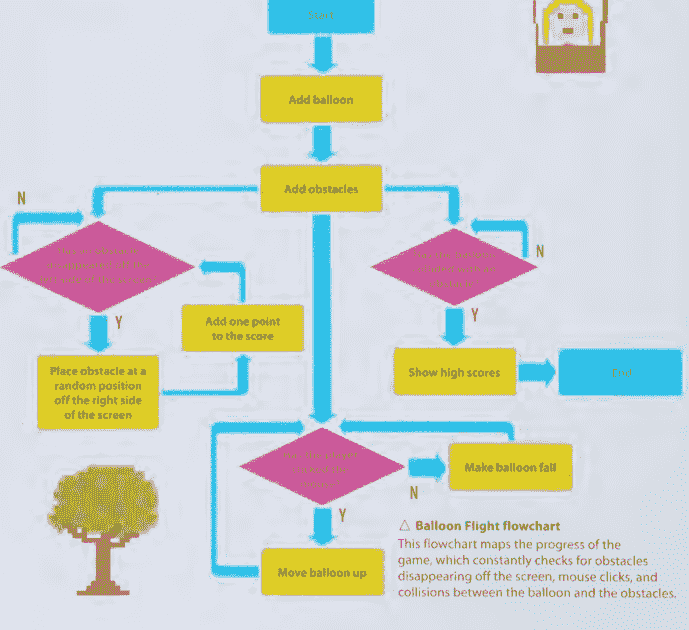 Start
Add balloon
Add obstacles
N
N
Y
Add one point
to the score
Y
Place obstacle at a
random position
off the right side
of the screen
Show high scores
End
Make balloon fall
N
Y
Move balloon up
△ Balloon Flight flowchart
This flowchart maps the progress of the
game, which constantly checks for obstacles
disappearing off the screen, mouse clicks, and
collisions between the balloon and the obstacles.